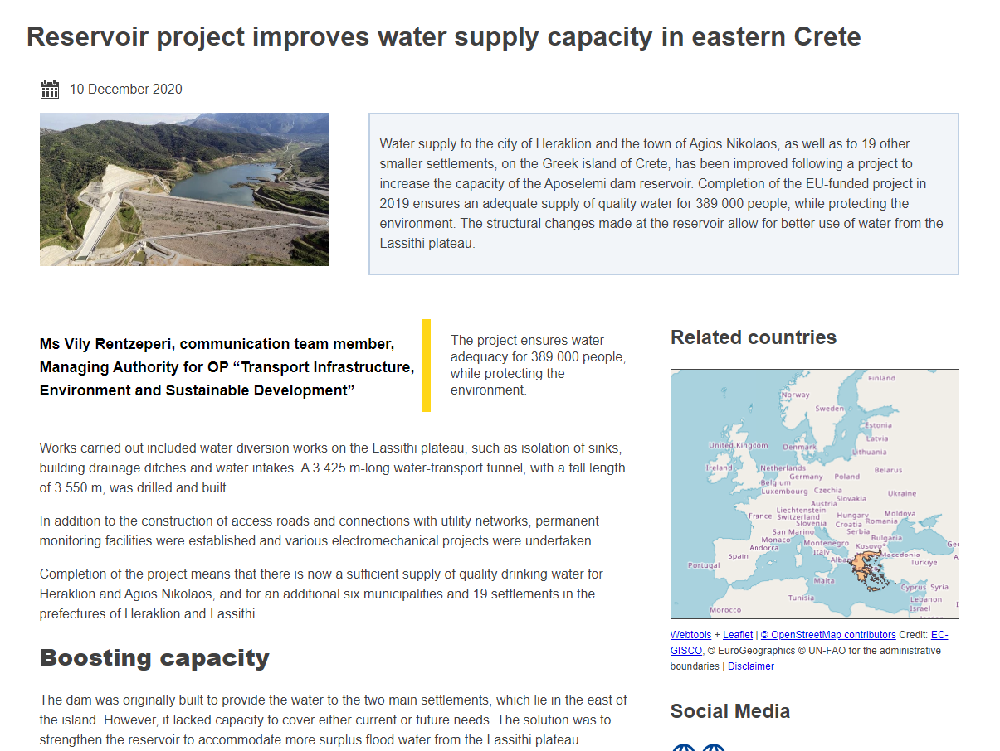 Reservoir project improves water supply capacity in eastern Crete
10 December 2020
Water supply to the city of Heraklion and the town of Agios Nikolaos, as well as to 19 other
smaller settlements, on the Greek island of Crete, has been improved following a project to
increase the capacity of the Aposelemi dam reservoir. Completion of the EU-funded project in
2019 ensures an adequate supply of quality water for 389 000 people, while protecting the
environment. The structural changes made at the reservoir allow for better use of water from the
Lassithi plateau.
Ms Vily Rentzeperi, communication team member,
Managing Authority for OP “Transport Infrastructure,
Environment and Sustainable Development”
The project ensures water
adequacy for 389 000 people,
while protecting the
environment.
Works carried out included water diversion works on the Lassithi plateau, such as isolation of sinks,
building drainage ditches and water intakes. A 3 425 m-long water-transport tunnel, with a fall length
of 3 550 m, was drilled and built.
In addition to the construction of access roads and connections with utility networks, permanent
monitoring facilities were established and various electromechanical projects were undertaken.
Completion of the project means that there is now a sufficient supply of quality drinking water for
Heraklion and Agios Nikolaos, and for an additional six municipalities and 19 settlements in the
prefectures of Heraklion and Lassithi.
Boosting capacity
The dam was originally built to provide the water to the two main settlements, which lie in the east of
the island. However, it lacked capacity to cover either current or future needs. The solution was to
strengthen the reservoir to accommodate more surplus flood water from the Lassithi plateau.
Related countries
Finland
Norway
Sweden
Estonia
Latvia
United Kingdom
Denmark
Lithuania
Ireland
Netherlands
Belarus
Germany
Poland
Belgium
Luxembourg
Czechia
Ukraine
Slovakia
Austria
Liechtenstein
France
Switzerland
Hungary
Moldova
Slovenia
Croatia
Romania
San Marino
Serbia
Monaco
Bulgaria
Andorra
Montenegro
Kosovo*
Italy
Macedonia
Spain
Portugal
Türkiye
Malta
Cyprus
Syria
Tunisia
Lebanon
Israel
Morocco
Webtools + Leaflet | © OpenStreetMap contributors Credit: EC-
GISCO, © EuroGeographics © UN-FAO for the administrative
boundaries | Disclaimer
Social Media